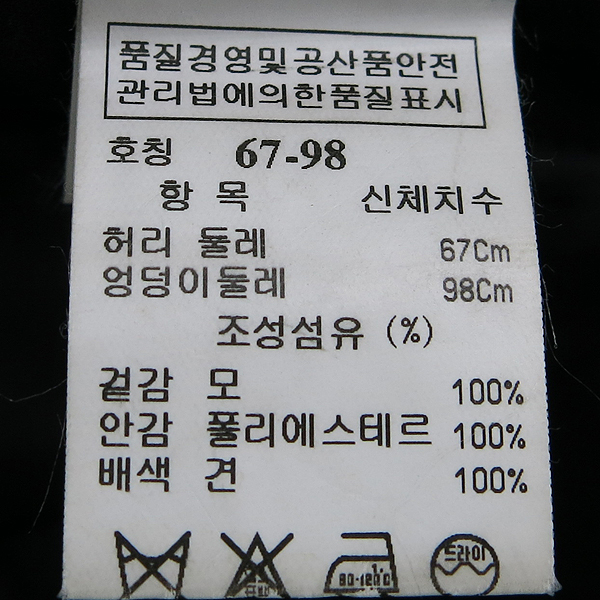 품질경영및공산품안전
관리법에의한품질표시
호칭 67-98
항 목 신체치수
허리 둘레 67Cm
엉덩이둘레 98Cm
조성섬유 (%)
겉감 모 100%
안감 폴리에스테르 100%
배색 견 100%
표백 드라이